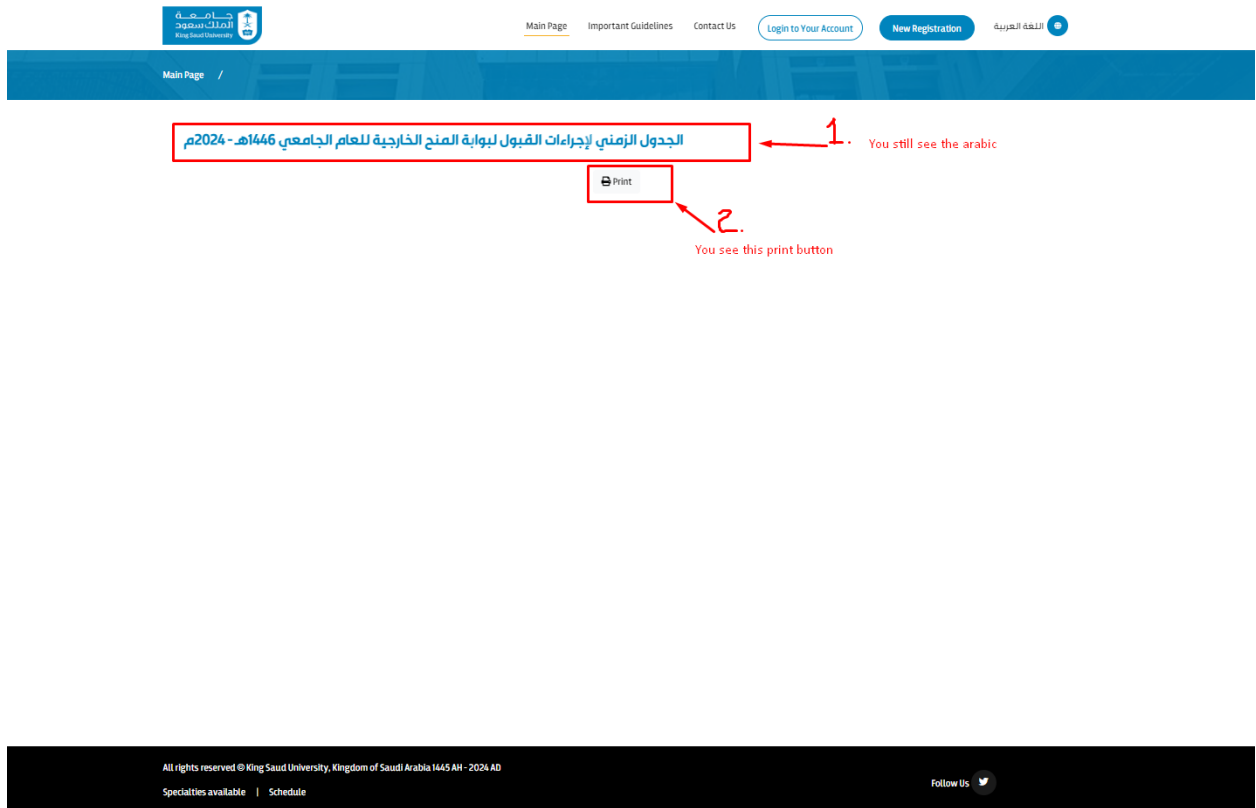 جــامــعــة
الملك سعود
King Saud University
Main Page Important Guidelines Contact Us Login to Your Account New Registration اللغة العربية
Main Page /
الجدول الزمني لإجراءات القبول لبوابة المنح الخارجية للعام الجامعي 1446هـ - 2024م
1. You still see the arabic
Print
2.
You see this print button
All rights reserved © King Saud University, Kingdom of Saudi Arabia 1445 AH - 2024 AD
Specialties available | Schedule
Follow Us